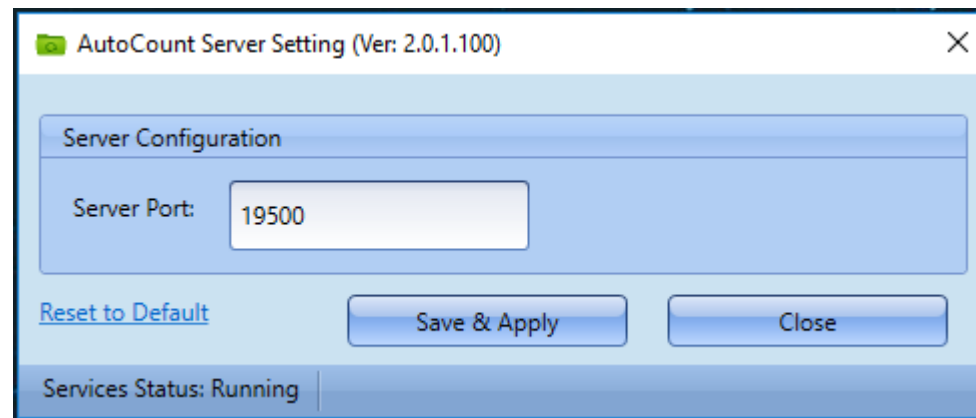 AutoCount Server Setting (Ver: 2.0.1.100)
Server Configuration
Server Port: 19500
Reset to Default Save & Apply Close
Services Status: Running